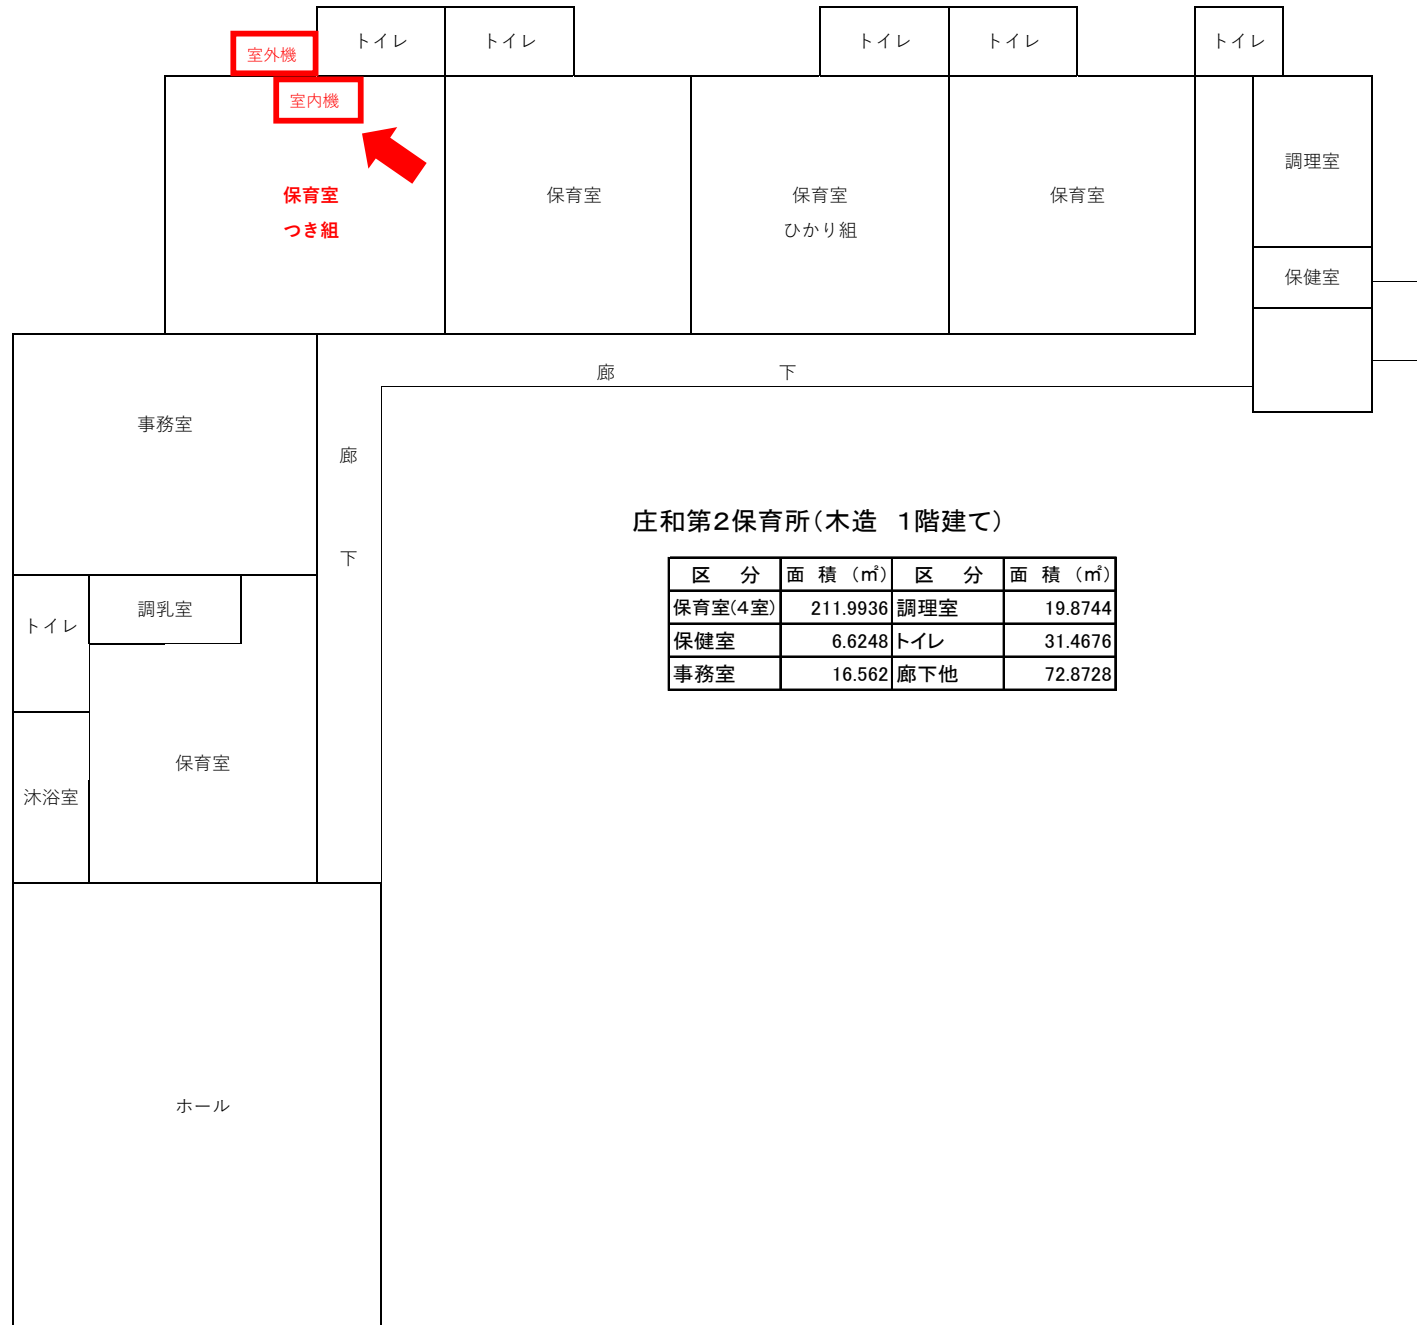 トイレ
トイレ
トイレ
トイレ
トイレ
室外機
室内機
保育室
つき組
保育室
保育室
ひかり組
保育室
調理室
保健室
廊 下
事務室
廊
下
トイレ
調乳室
保育室
沐浴室
ホール
庄和第2保育所(木造 1階建て)
区 分 面 積 (㎡) 区 分 面 積 (㎡)
保育室(4室) 211.9936 調理室 19.8744
保健室 6.6248 トイレ 31.4676
事務室 16.562 廊下他 72.8728